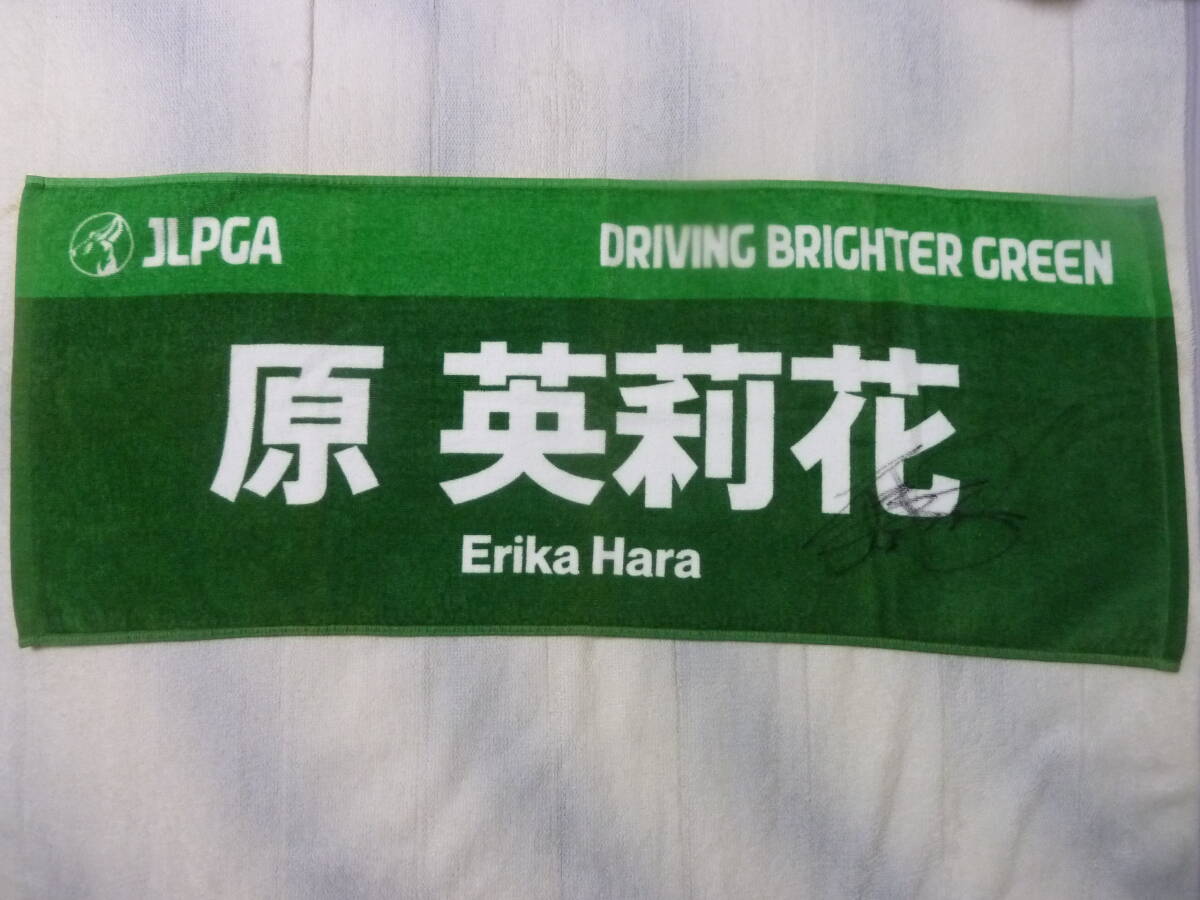 JLPGA
DRIVING BRIGHTER GREEN
原 英莉花
Erika Hara